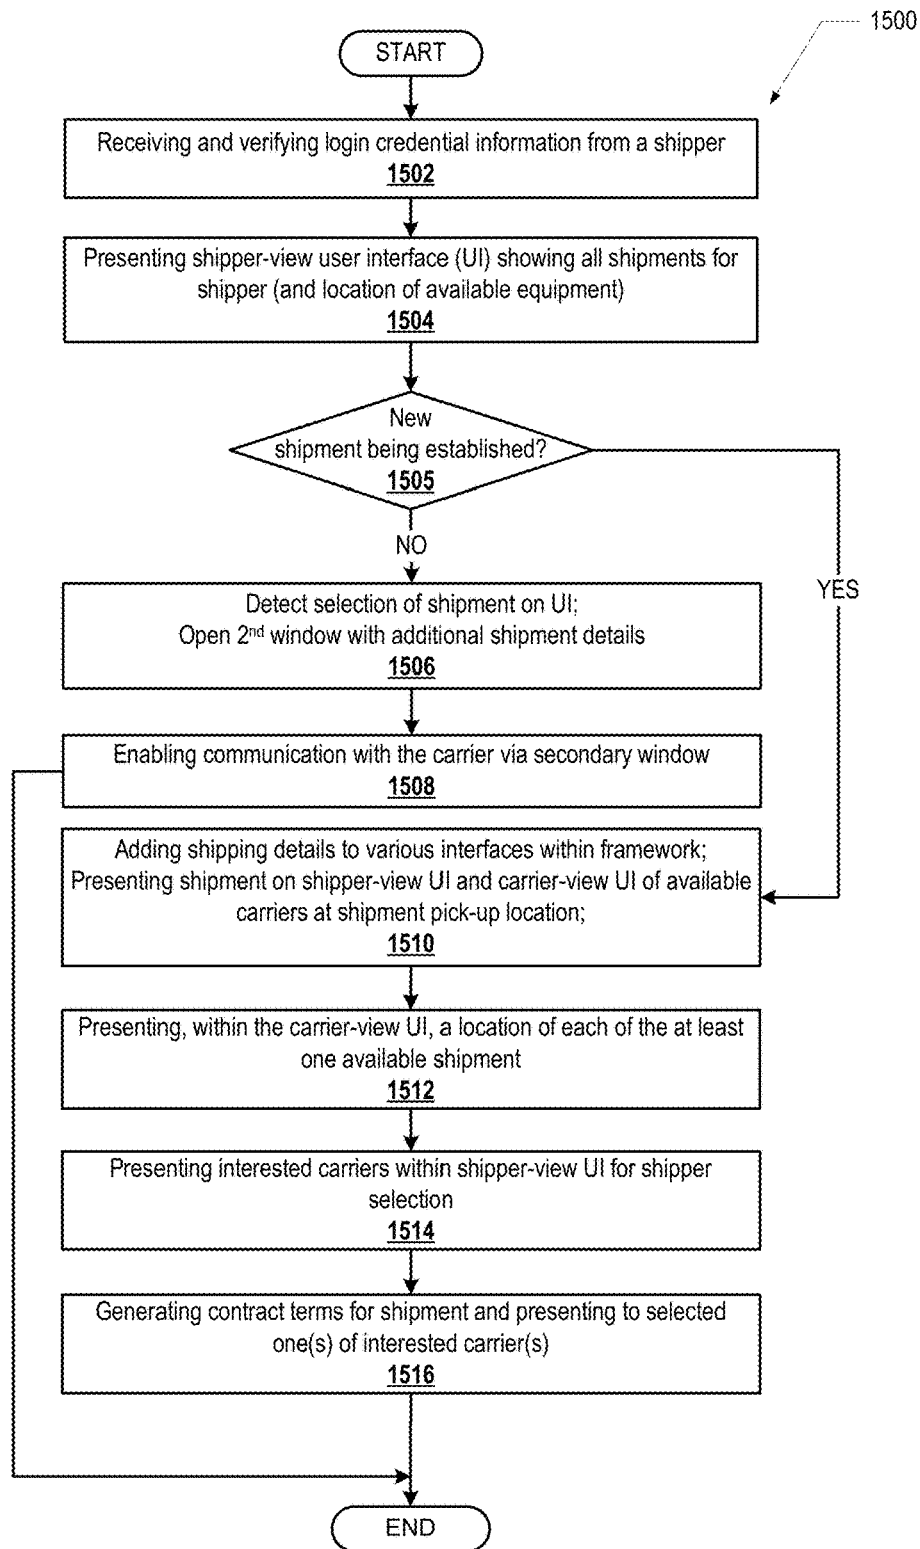 1500
START
Receiving and verifying login credential information from a shipper
1502
Presenting shipper-view user interface (UI) showing all shipments for
shipper (and location of available equipment)
1504
New
shipment being established?
1505
NO
YES
Detect selection of shipment on UI;
Open 2nd window with additional shipment details
1506
Enabling communication with the carrier via secondary window
1508
Adding shipping details to various interfaces within framework;
Presenting shipment on shipper-view UI and carrier-view UI of available
carriers at shipment pick-up location;
1510
Presenting, within the carrier-view UI, a location of each of the at least
one available shipment
1512
Presenting interested carriers within shipper-view UI for shipper
selection
1514
Generating contract terms for shipment and presenting to selected
one(s) of interested carrier(s)
1516
END